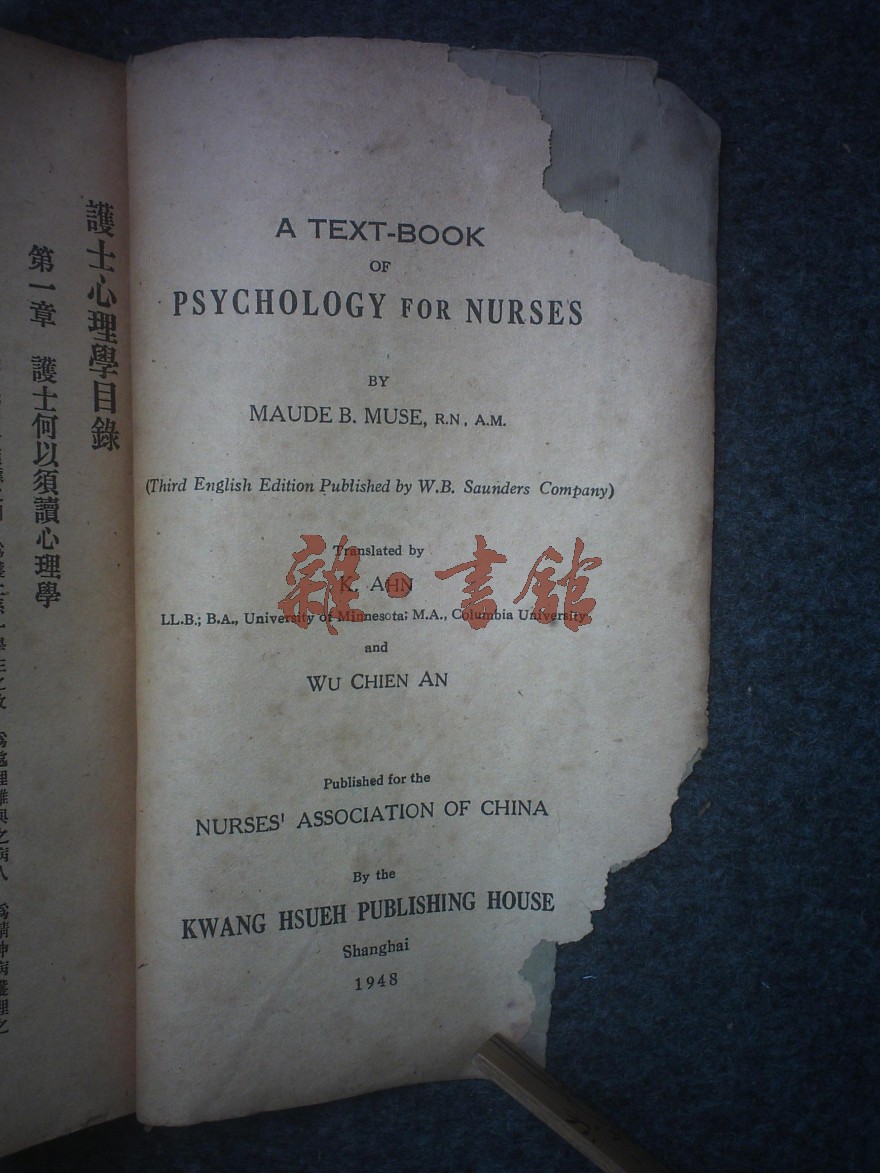 A TEXT-BOOK
OF
PSYCHOLOGY FOR NURSES
BY
MAUDE B. MUSE, R.N., A.M.
(Third English Edition Published by W.B. Saunders Company)
Translated by
K. AHN
LL.B.; B.A., University of Minnesota; M.A., Columbia University
and
WU CHIEN AN
Published for the
NURSES' ASSOCIATION OF CHINA
By the
KWANG HSUEH PUBLISHING HOUSE
Shanghai
1948
雜·書館
護士心理學目錄
第一章 護士何以須讀心理學